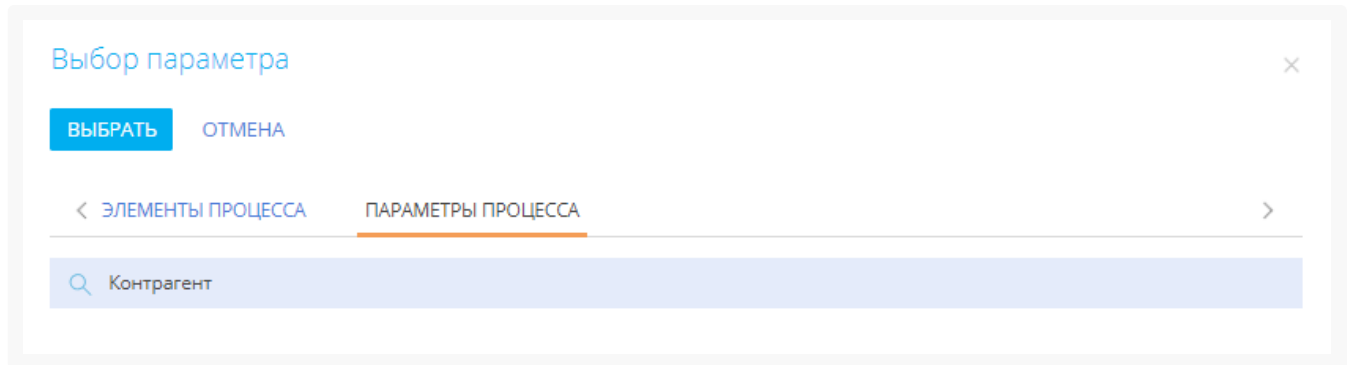 Выбор параметра
ВЫБРАТЬ ОТМЕНА
ЭЛЕМЕНТЫ ПРОЦЕССА ПАРАМЕТРЫ ПРОЦЕССА
Контрагент